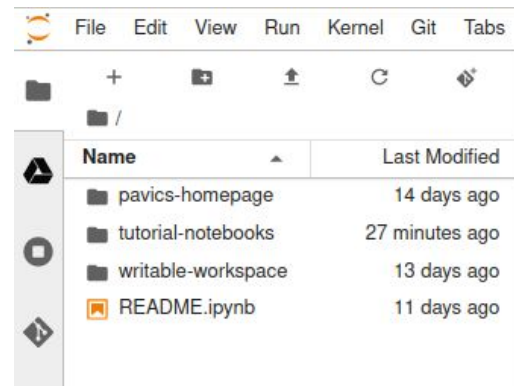 File Edit View Run Kernel Git Tabs
/
Name Last Modified
pavics-homepage 14 days ago
tutorial-notebooks 27 minutes ago
writable-workspace 13 days ago
README.ipynb 11 days ago